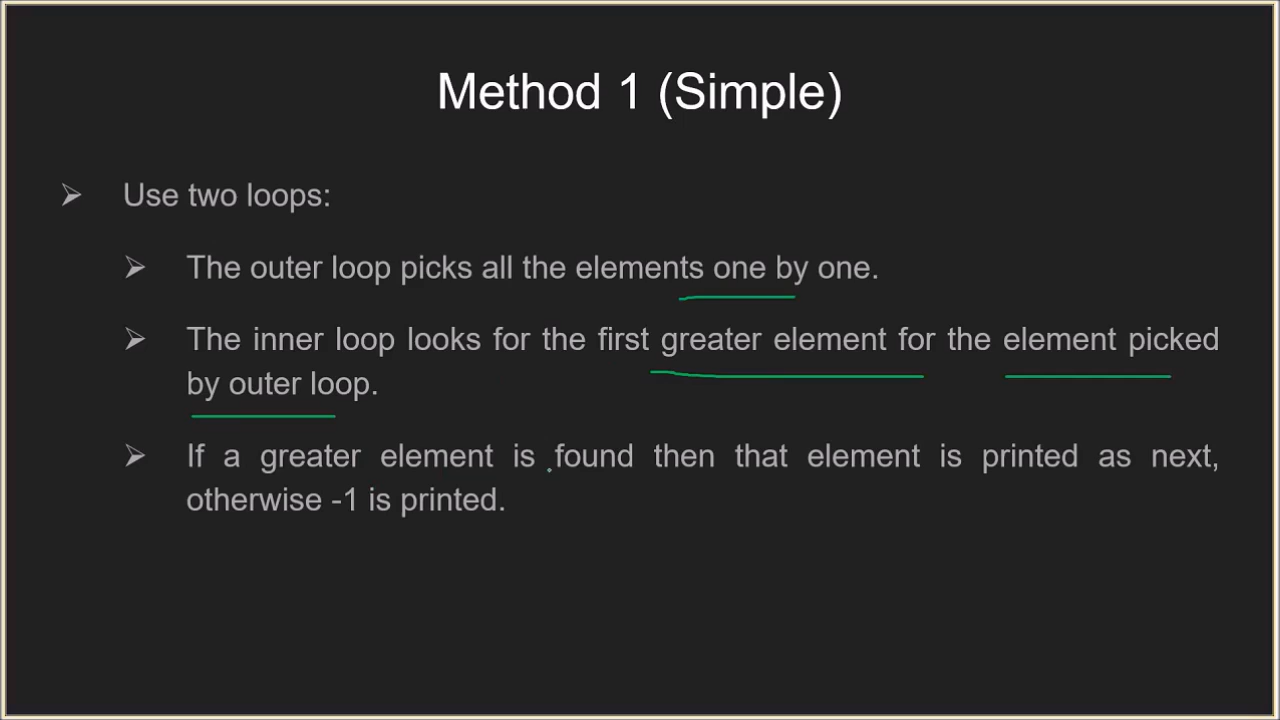 Method 1 (Simple)
Use two loops:
The outer loop picks all the elements one by one.
The inner loop looks for the first greater element for the element picked
by outer loop.
If a greater element is found then that element is printed as next,
otherwise -1 is printed.